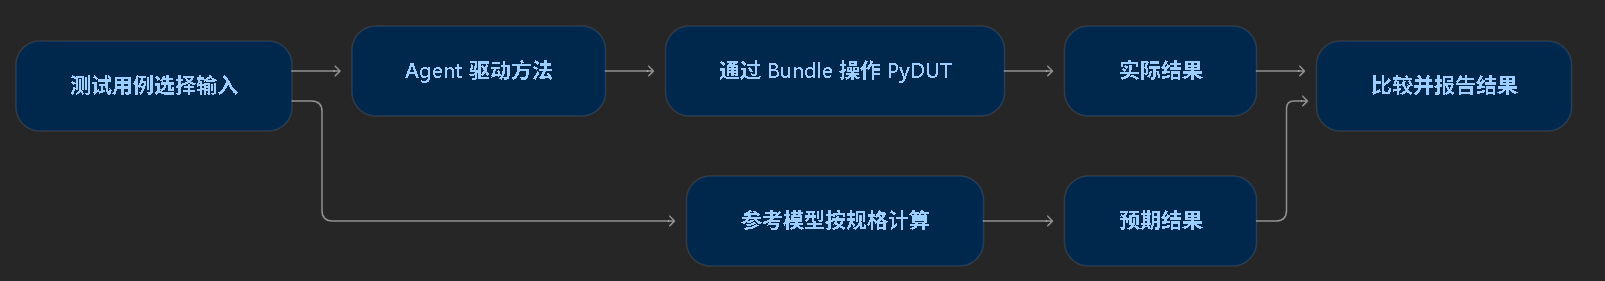 测试用例选择输入
Agent 驱动方法
通过 Bundle 操作 PyDUT
实际结果
比较并报告结果
参考模型按规格计算
预期结果